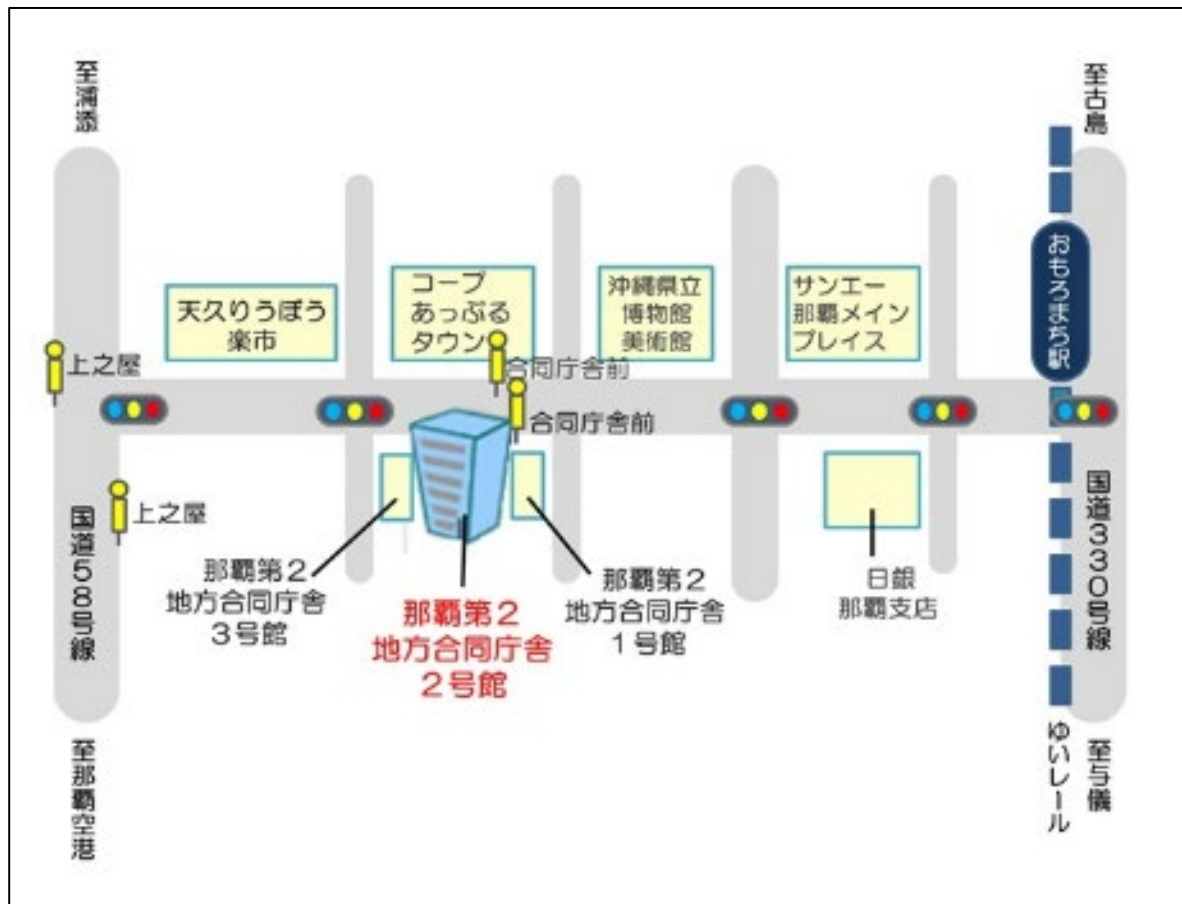 至浦添
至古島
おもろまち駅
天久りうぼう
楽市
コープ
あっぷる
タウン
沖縄県立
博物館
美術館
サンエー
那覇メイン
プレイス
上之屋
合同庁舎前
合同庁舎前
上之屋
国道58号線
国道330号線
那覇第2
地方合同庁舎
3号館
那覇第2
地方合同庁舎
2号館
那覇第2
地方合同庁舎
1号館
日銀
那覇支店
至那覇空港
ゆいレール
至与儀